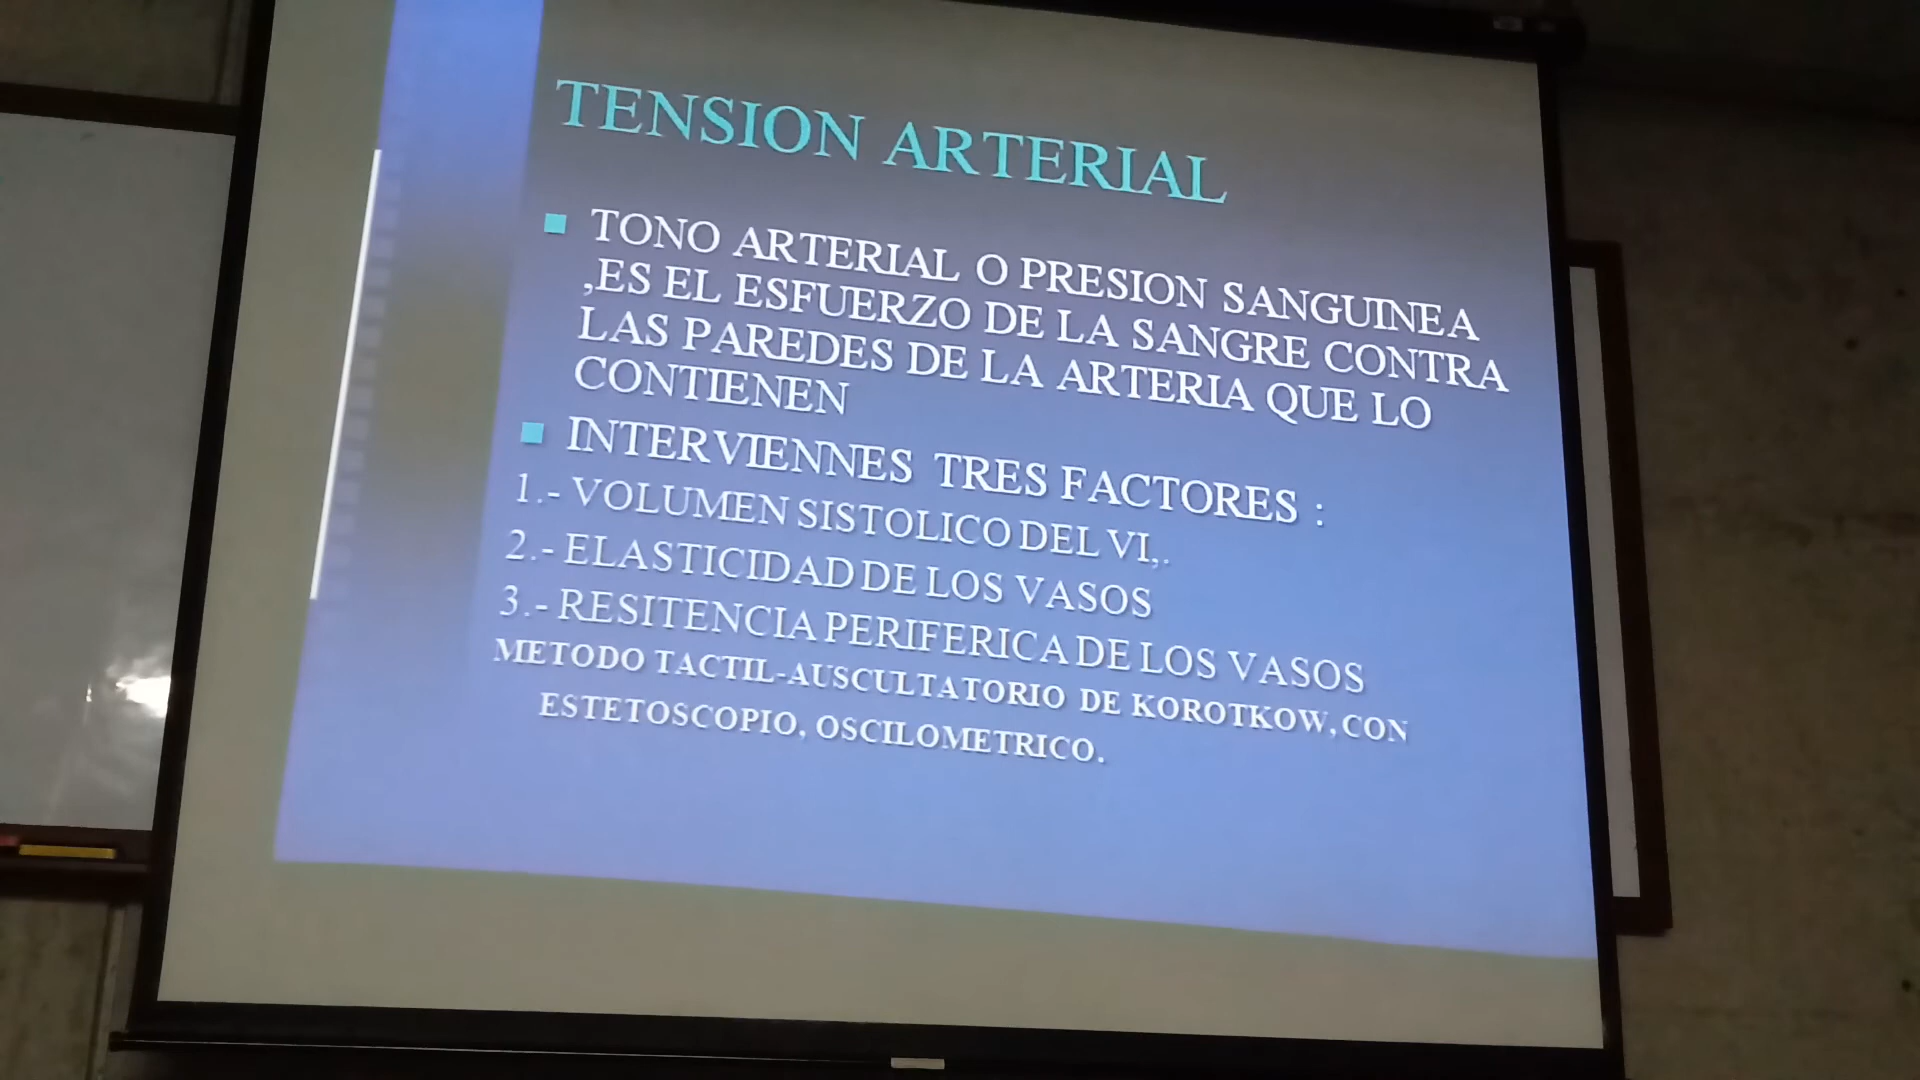 TENSION ARTERIAL
TONO ARTERIAL O PRESION SANGUINEA
,ES EL ESFUERZO DE LA SANGRE CONTRA
LAS PAREDES DE LA ARTERIA QUE LO
CONTIENEN
INTERVIENNES TRES FACTORES :
1.- VOLUMEN SISTOLICO DEL VI,.
2.- ELASTICIDAD DE LOS VASOS
3.- RESITENCIA PERIFERICA DE LOS VASOS
METODO TACTIL-AUSCULTATORIO DE KOROTKOW, CON
ESTETOSCOPIO, OSCILOMETRICO.